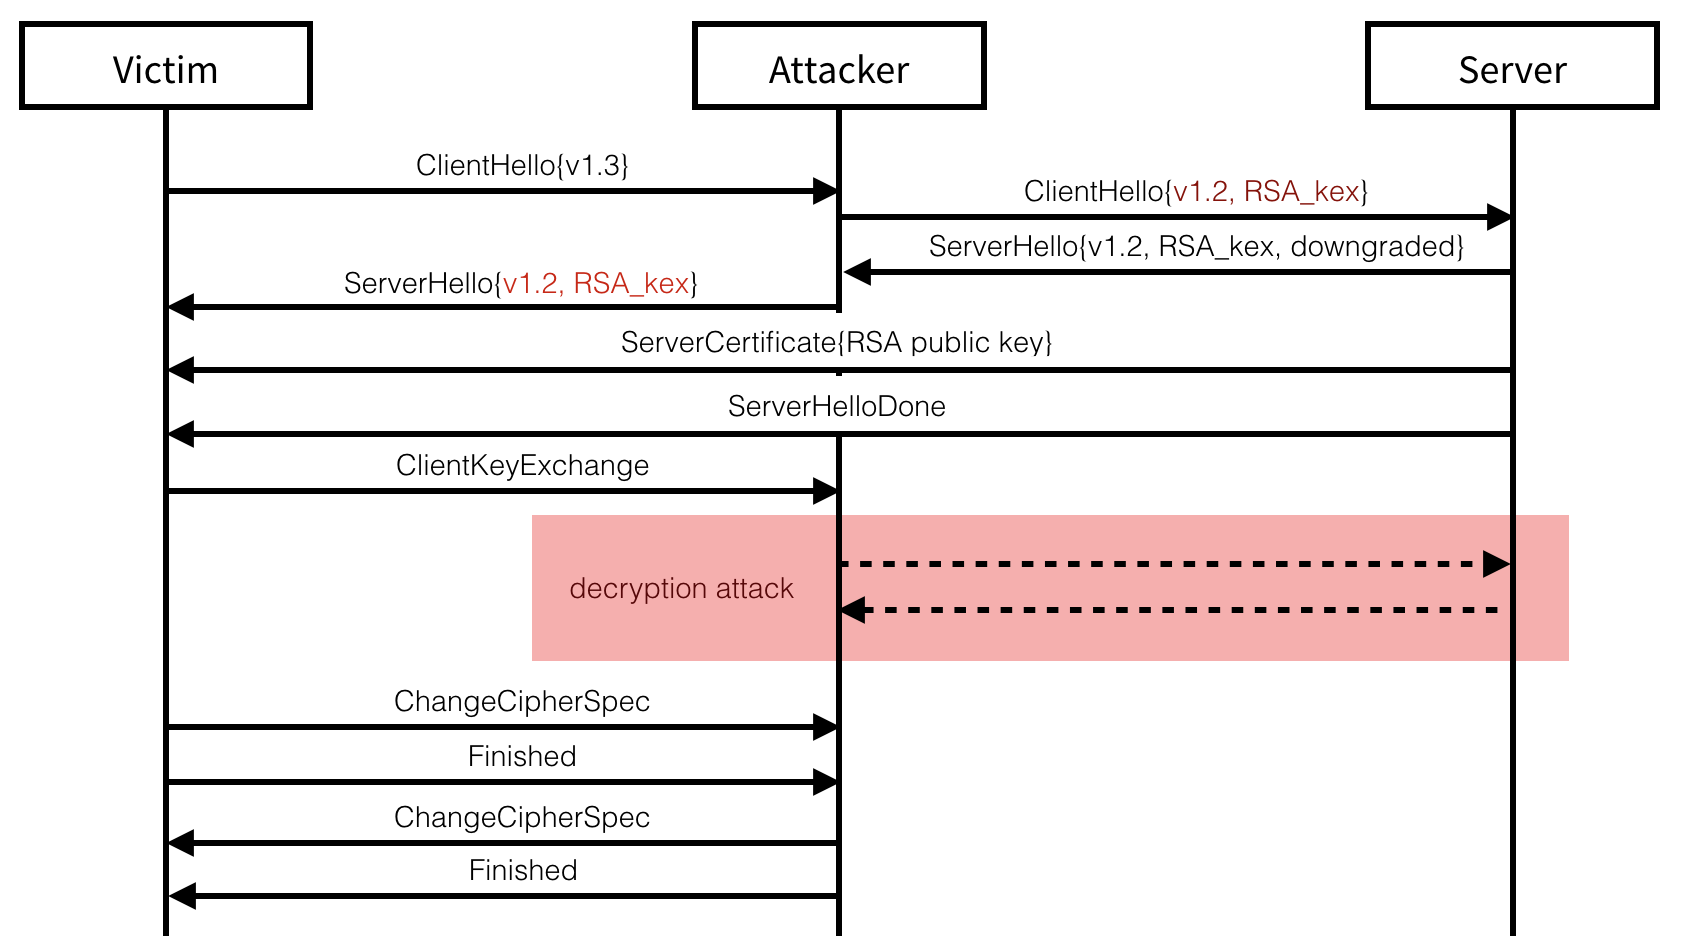 Victim
Attacker
Server
ClientHello{v1.3}
ClientHello{v1.2, RSA_kex}
ServerHello{v1.2, RSA_kex, downgraded}
ServerHello{v1.2, RSA_kex}
ServerCertificate{RSA public key}
ServerHelloDone
ClientKeyExchange
decryption attack
ChangeCipherSpec
Finished
ChangeCipherSpec
Finished